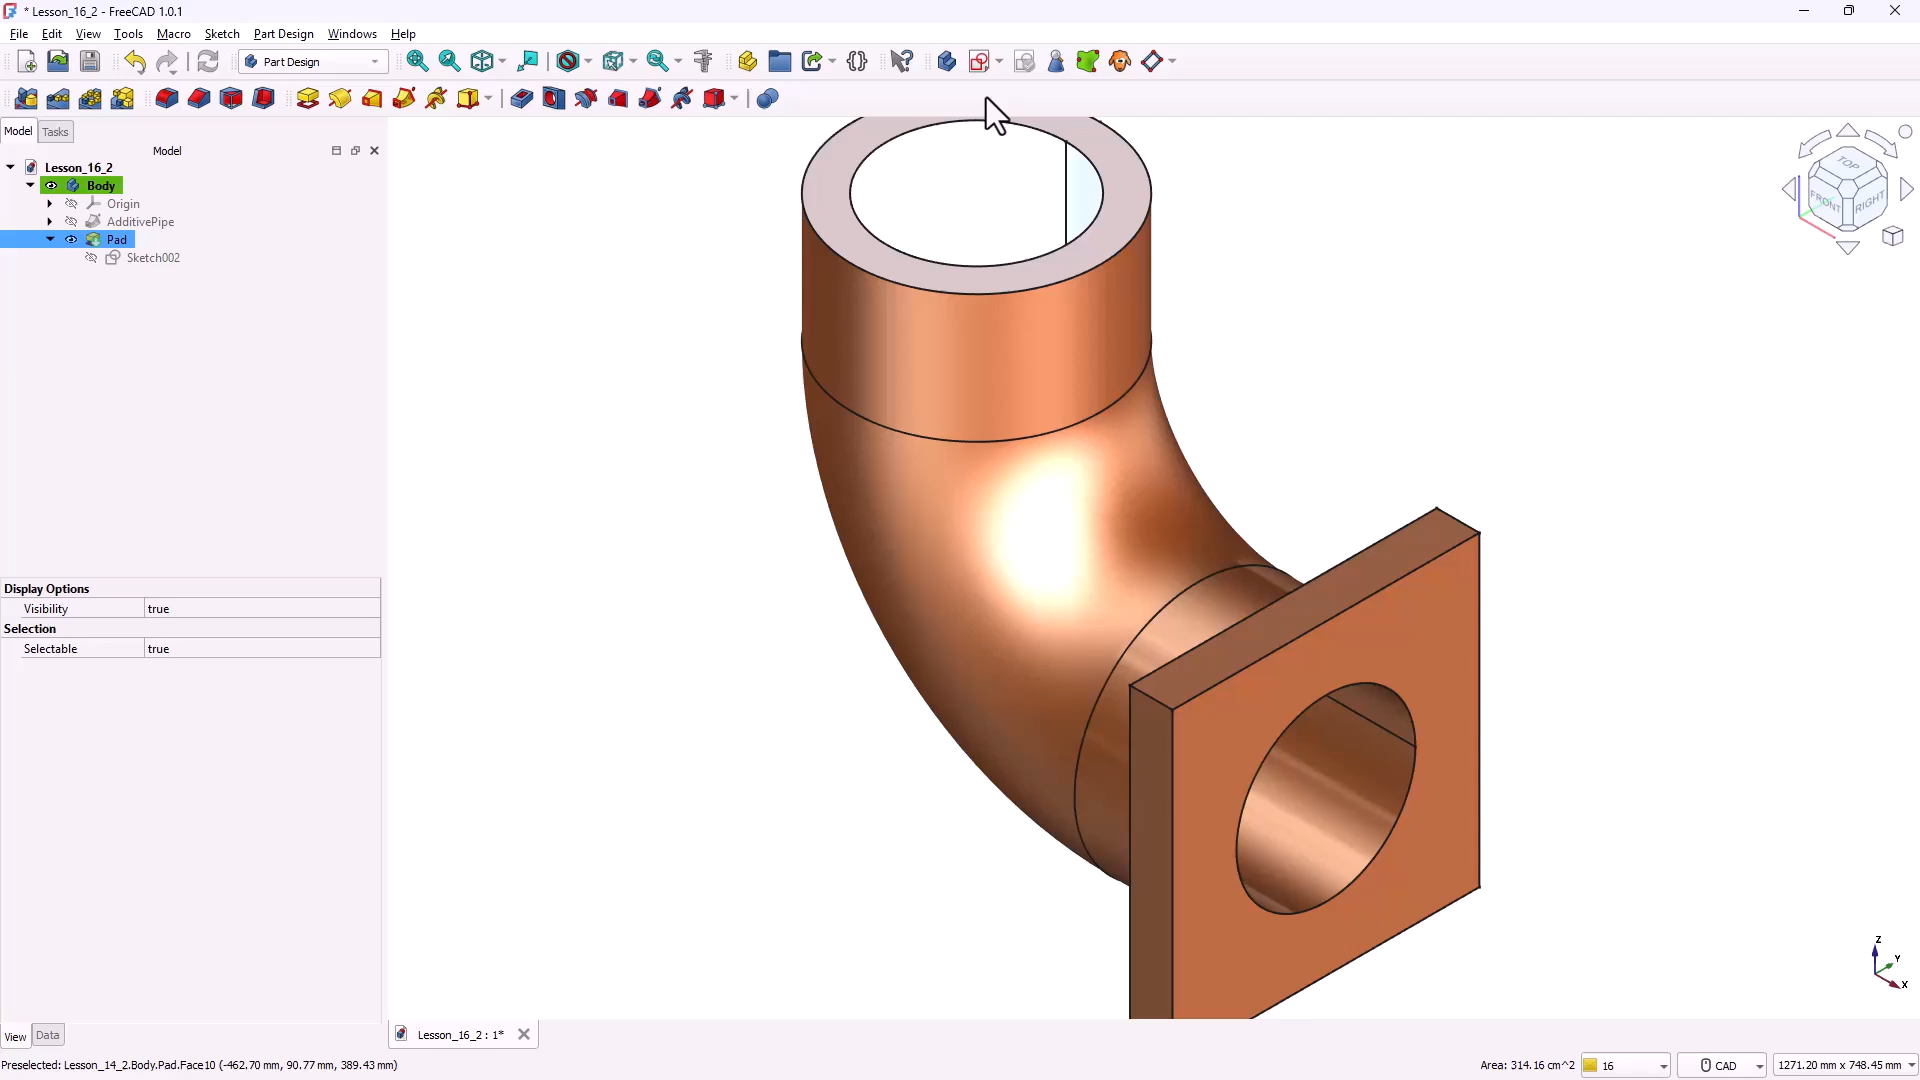 * Lesson_16_2 - FreeCAD 1.0.1
File Edit View Tools Macro Sketch Part Design Windows Help
Part Design
Model Tasks
Model
Lesson_16_2
Body
Origin
AdditivePipe
Pad
Sketch002
TOP
FRONT
RIGHT
Display Options
Visibility true
Selection
Selectable true
Z
Y
X
View Data
Lesson_16_2 : 1*
Preselected: Lesson_14_2.Body.Pad.Face10 (-462.70 mm, 90.77 mm, 389.43 mm)
Area: 314.16 cm^2
16
CAD
1271.20 mm x 748.45 mm